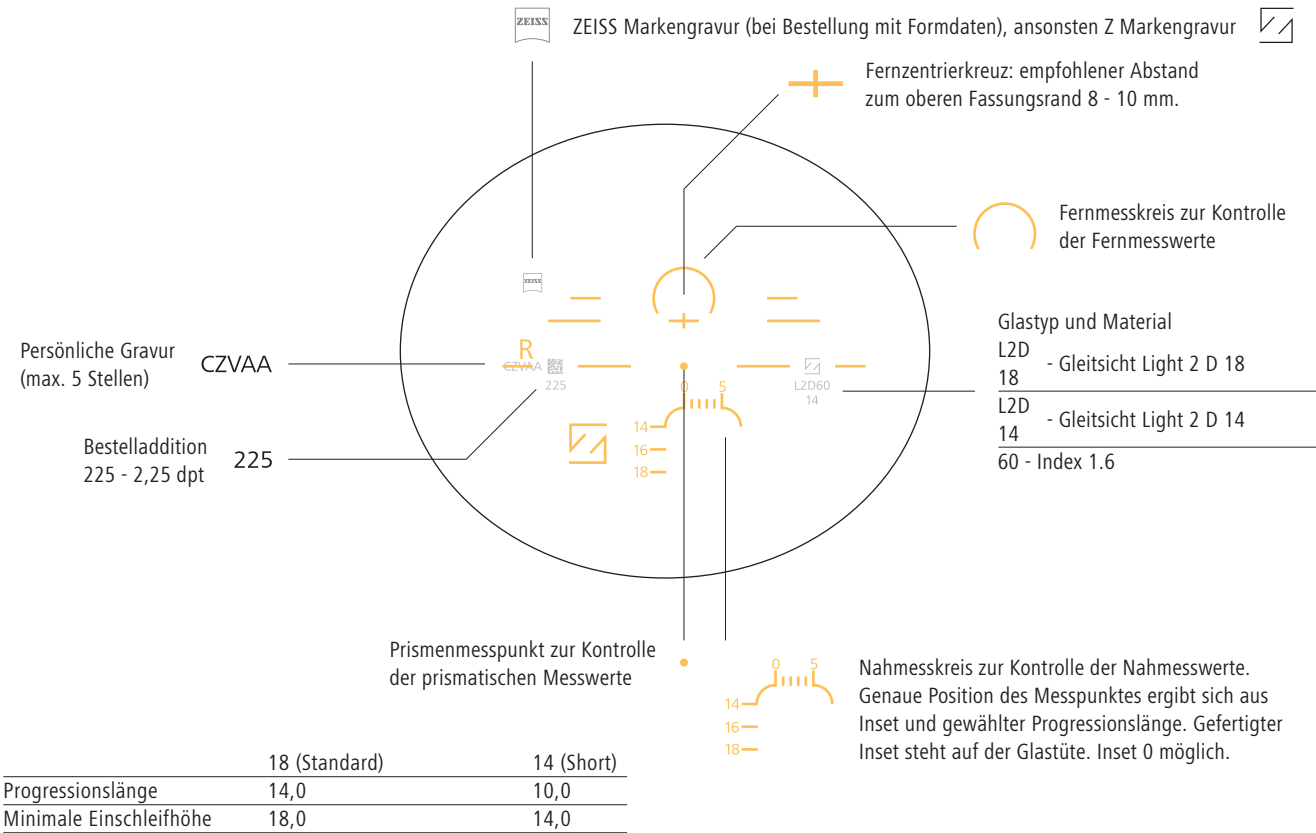 ZEISS
ZEISS Markengravur (bei Bestellung mit Formdaten), ansonsten Z Markengravur
Fernzentrierkreuz: empfohlener Abstand
zum oberen Fassungsrand 8 - 10 mm.
Fernmesskreis zur Kontrolle
der Fernmesswerte
ZEISS
Glastyp und Material
L2D
18
- Gleitsicht Light 2 D 18
L2D
14
- Gleitsicht Light 2 D 14
60 - Index 1.6
Persönliche Gravur
(max. 5 Stellen)
CZVAA
R
CZVAA
225
L2D60
14
0 5
14
16
18
Bestelladdition
225 - 2,25 dpt
225
Prismenmesspunkt zur Kontrolle
der prismatischen Messwerte
0 5
14
16
18
Nahmesskreis zur Kontrolle der Nahmesswerte.
Genaue Position des Messpunktes ergibt sich aus
Inset und gewählter Progressionslänge. Gefertigter
Inset steht auf der Glastüte. Inset 0 möglich.
18 (Standard) 14 (Short)
Progressionslänge 14,0 10,0
Minimale Einschleifhöhe 18,0 14,0